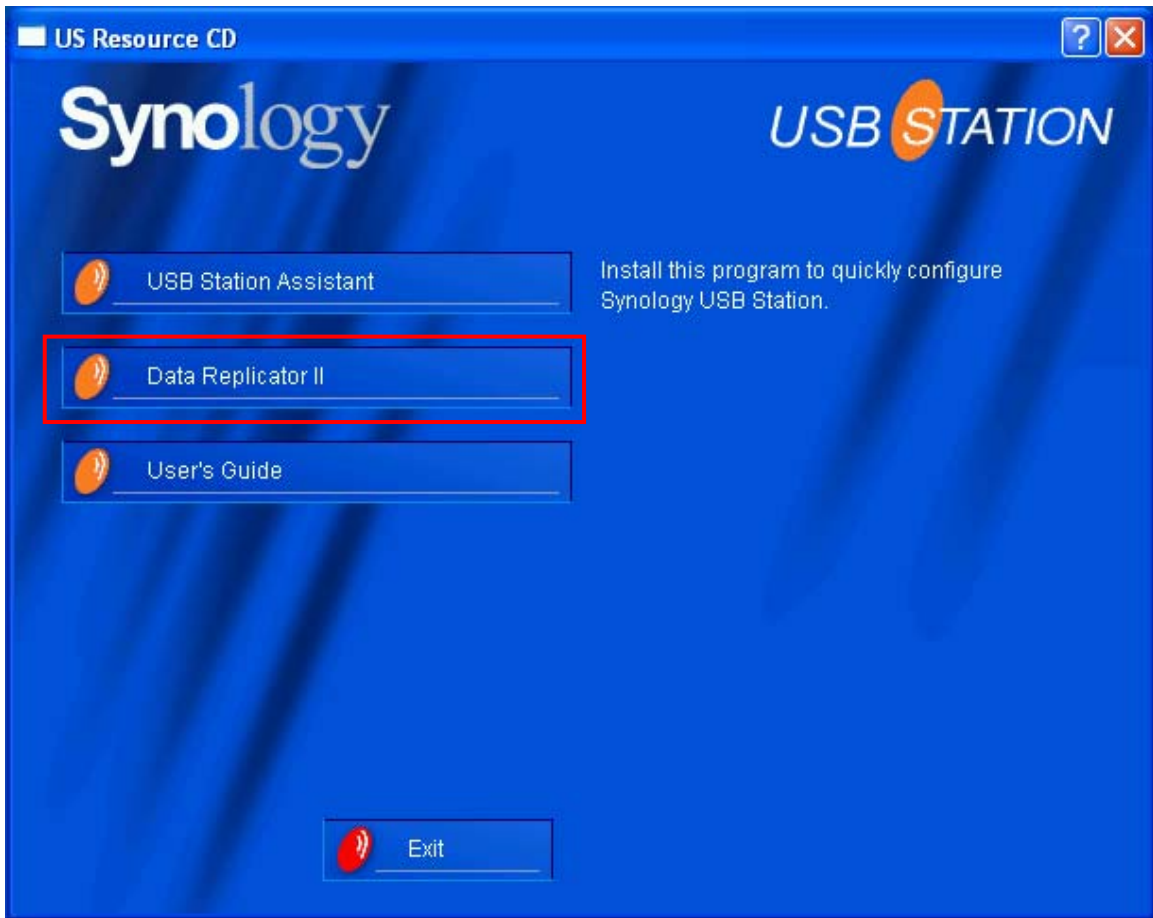 US Resource CD
Synology
USB STATION
USB Station Assistant
Install this program to quickly configure
Synology USB Station.
Data Replicator II
User's Guide
Exit